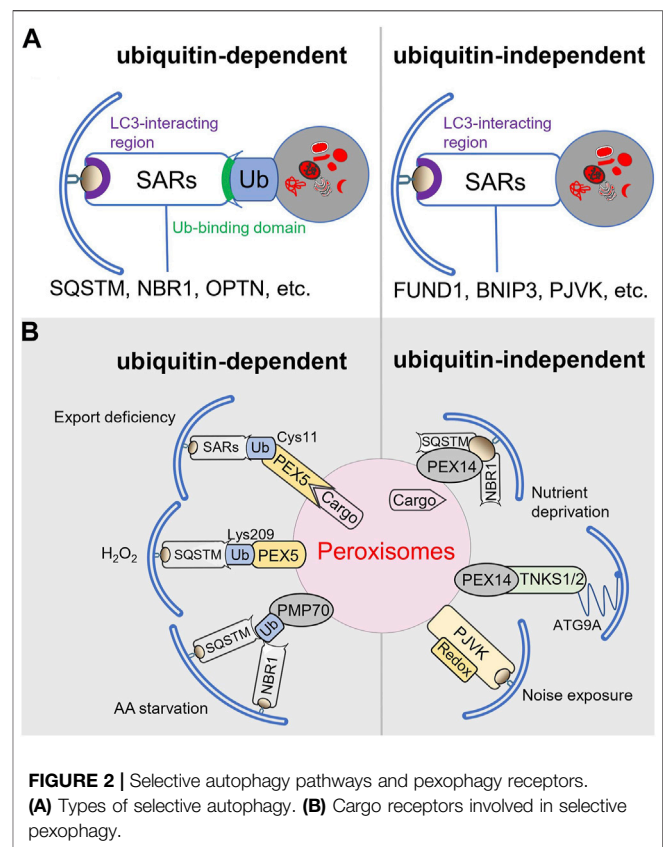 A
ubiquitin-dependent
ubiquitin-independent
LC3-interacting
region
SARs
Ub
Ub-binding domain
SQSTM, NBR1, OPTN, etc.
LC3-interacting
region
SARs
FUND1, BNIP3, PJVK, etc.
B
ubiquitin-dependent
ubiquitin-independent
Export deficiency
SARs
Ub
Cys11
PEX5
Cargo
H₂O₂
SQSTM
Ub
Lys209
PEX5
PMP70
Ub
SQSTM
NBR1
AA starvation
Peroxisomes
SQSTM
PEX14
NBR1
Cargo
Nutrient
deprivation
PEX14
TNKS1/2
ATG9A
PJVK
Redox
Noise exposure
FIGURE 2 | Selective autophagy pathways and pexophagy receptors.
(A) Types of selective autophagy. (B) Cargo receptors involved in selective
pexophagy.